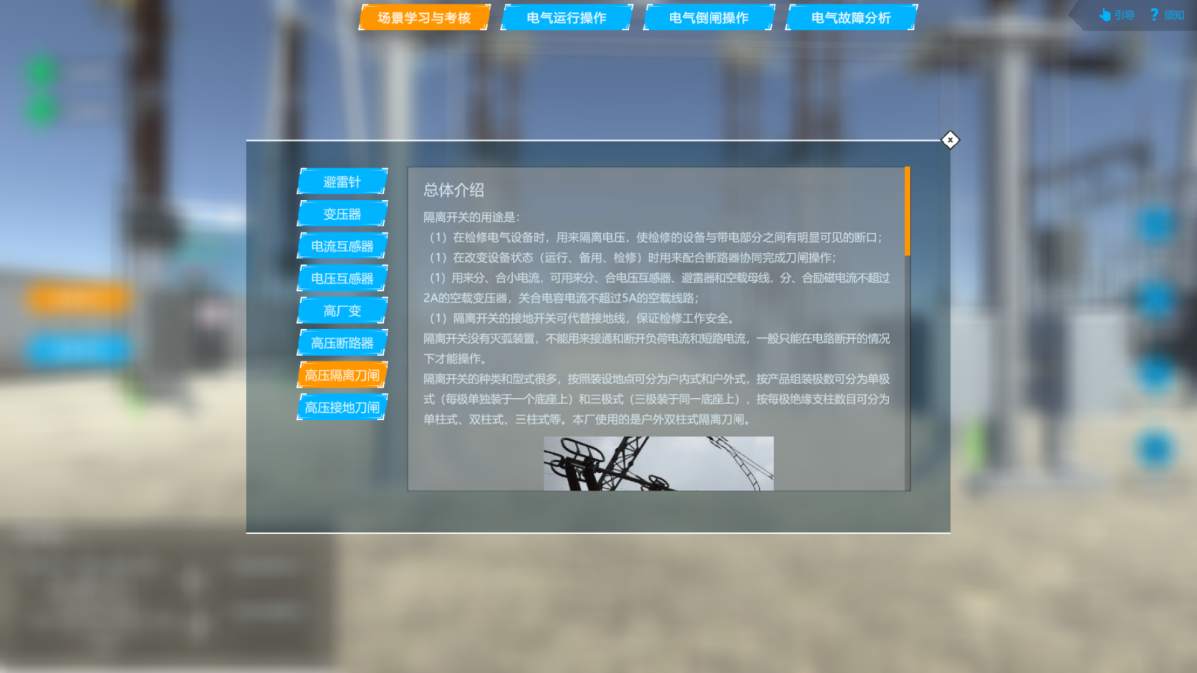 场景学习与考核
电气运行操作
电气倒闸操作
电气故障分析
引导
? 须知
x
避雷针
变压器
电流互感器
电压互感器
高厂变
高压断路器
高压隔离刀闸
高压接地刀闸
总体介绍
隔离开关的用途是：
（1）在检修电气设备时，用来隔离电压，使检修的设备与带电部分之间有明显可见的断口；
（1）在改变设备状态（运行、备用、检修）时用来配合断路器协同完成刀闸操作；
（1）用来分、合小电流，可用来分、合电压互感器、避雷器和空载母线，分、合励磁电流不超过
2A的空载变压器，关合电容电流不超过5A的空载线路；
（1）隔离开关的接地开关可代替接地线，保证检修工作安全。
隔离开关没有灭弧装置，不能用来接通和断开负荷电流和短路电流，一般只能在电路断开的情况
下才能操作。
隔离开关的种类和型式很多，按照装设地点可分为户内式和户外式，按产品组装极数可分为单极
式（每极单独装于一个底座上）和三极式（三极装于同一底座上），按每极绝缘支柱数目可分为
单柱式、双柱式、三柱式等。本厂使用的是户外双柱式隔离刀闸。